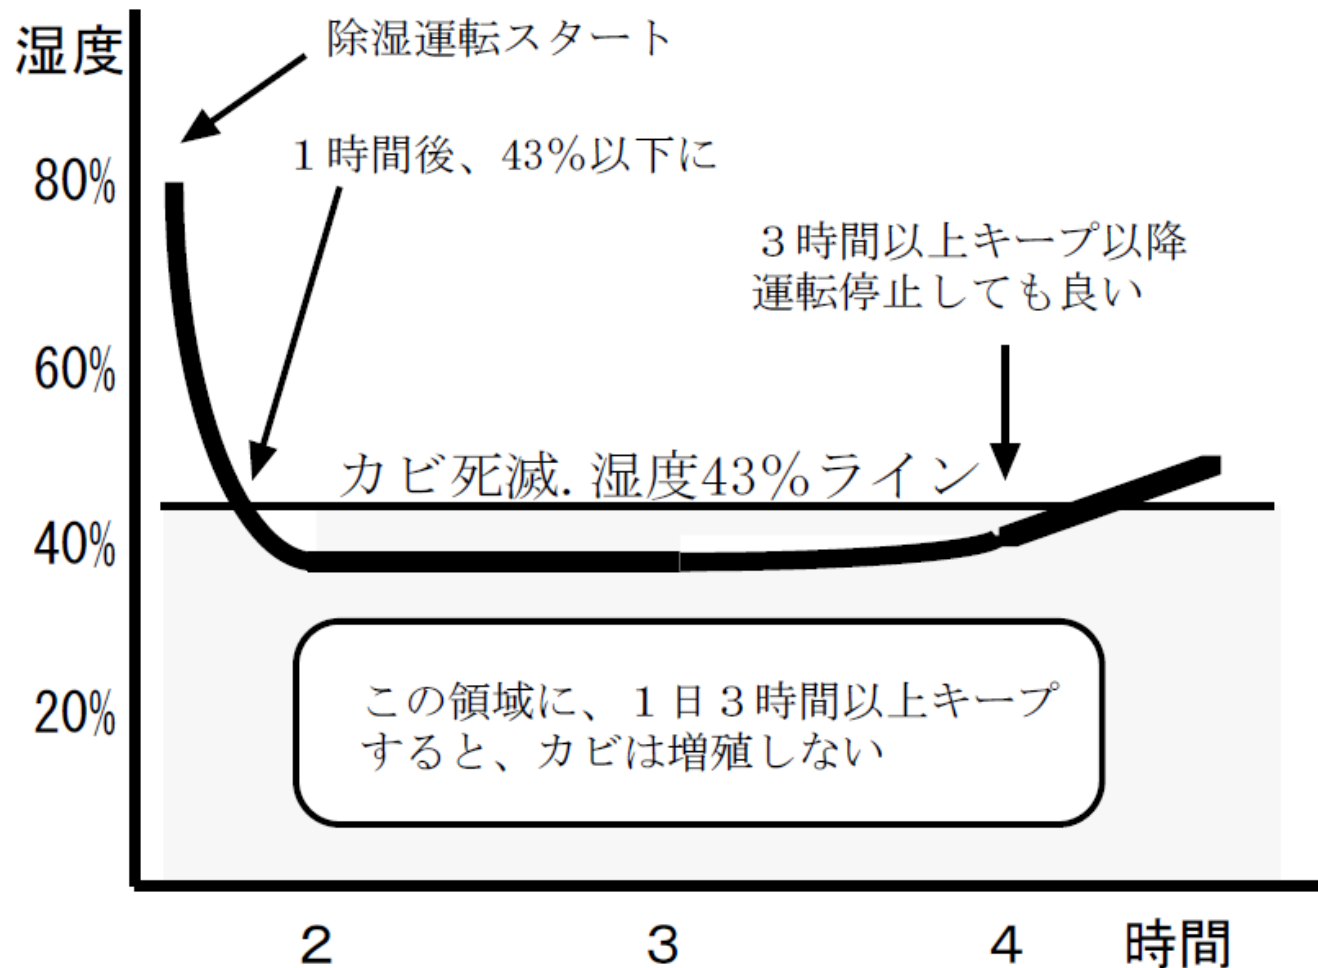 湿度
除湿運転スタート
１時間後、43％以下に
80%
３時間以上キープ以降
運転停止しても良い
60%
カビ死滅. 湿度43％ライン
40%
この領域に、１日３時間以上キープ
すると、カビは増殖しない
20%
2 3 4 時間